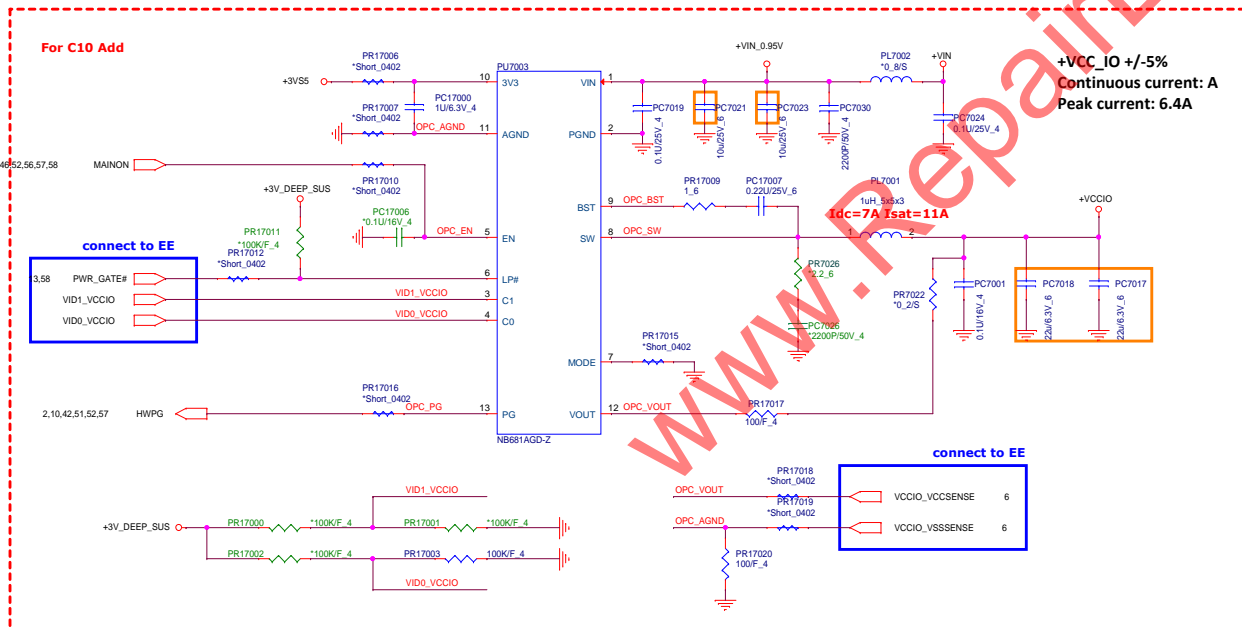 For C10 Add
+3VS5
PR17006
*Short_0402
PC17000
1U/6.3V_4
PR17007
*Short_0402
OPC_AGND
46,52,56,57,58
MAINON
PR17010
*Short_0402
+3V_DEEP_SUS
PC17006
*0.1U/16V_4
OPC_EN
PR17011
*100K/F_4
connect to EE
PR17012
*Short_0402
3,58
PWR_GATE#
VID1_VCCIO
VID1_VCCIO
VID0_VCCIO
VID0_VCCIO
PR17016
*Short_0402
2,10,42,51,52,57
HWPG
OPC_PG
PU7003
10 3V3
11 AGND
5 EN
6 LP#
3 C1
4 C0
13 PG
VIN 1
PGND 2
BST 9
SW 8
MODE 7
VOUT 12
NB681AGD-Z
+VIN_0.95V
PL7002
*0_8/S
+VIN
+VCC_IO +/-5%
Continuous current: A
Peak current: 6.4A
PC7019
0.1U/25V_4
PC7021
10u/25V_6
PC7023
10u/25V_6
PC7030
2200P/50V_4
PC7024
0.1U/25V_4
OPC_BST
PR17009
1_6
PC17007
0.22U/25V_6
PL7001
1uH_5x5x3
Idc=7A Isat=11A
+VCCIO
OPC_SW
1
2
PR7026
*2.2_6
PC7026
*2200P/50V_4
PR7022
*0_2/S
PC7001
0.1U/16V_4
PC7018
22u/6.3V_6
PC7017
22u/6.3V_6
PR17015
*Short_0402
OPC_VOUT
PR17017
100/F_4
connect to EE
VID1_VCCIO
+3V_DEEP_SUS
PR17000
*100K/F_4
PR17001
*100K/F_4
PR17002
*100K/F_4
PR17003
100K/F_4
VID0_VCCIO
OPC_VOUT
PR17018
*Short_0402
VCCIO_VCCSENSE
6
OPC_AGND
PR17019
*Short_0402
VCCIO_VSSSENSE
6
PR17020
100/F_4